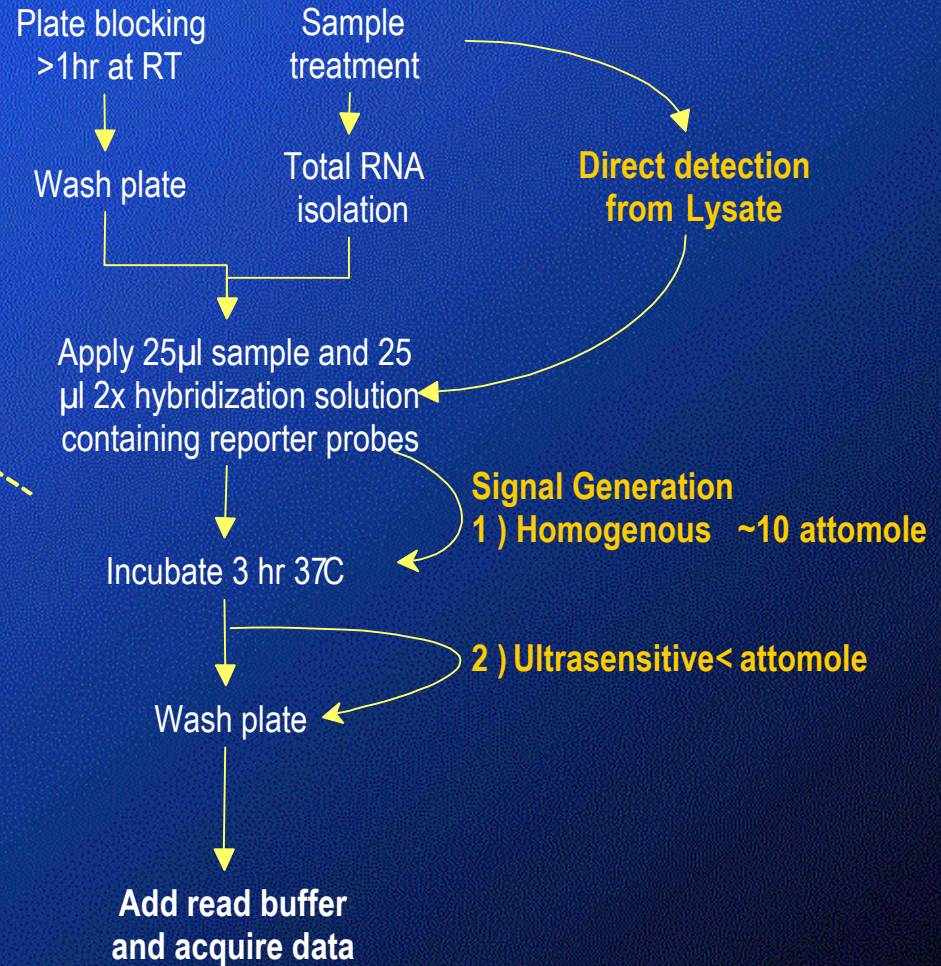 Plate blocking
>1hr at RT
Sample
treatment
Wash plate
Total RNA
isolation
Direct detection
from Lysate
Apply 25µl sample and 25
µl 2x hybridization solution
containing reporter probes
Signal Generation
1 ) Homogenous ~10 attomole
Incubate 3 hr 37C
2 ) Ultrasensitive< attomole
Wash plate
Add read buffer
and acquire data